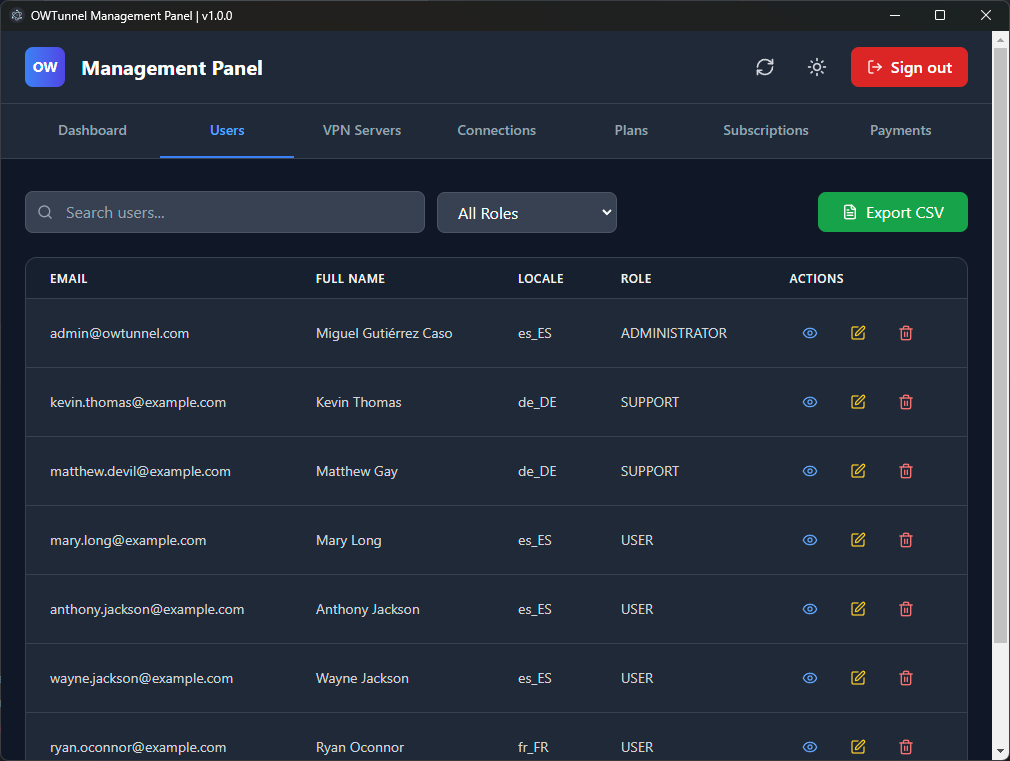 OWTunnel Management Panel | v1.0.0
OW Management Panel Sign out
Dashboard Users VPN Servers Connections Plans Subscriptions Payments
Search users... All Roles Export CSV
EMAIL FULL NAME LOCALE ROLE ACTIONS
admin@owtunnel.com Miguel Gutiérrez Caso es_ES ADMINISTRATOR
kevin.thomas@example.com Kevin Thomas de_DE SUPPORT
matthew.devil@example.com Matthew Gay de_DE SUPPORT
mary.long@example.com Mary Long es_ES USER
anthony.jackson@example.com Anthony Jackson es_ES USER
wayne.jackson@example.com Wayne Jackson es_ES USER
ryan.oconnor@example.com Ryan Oconnor fr_FR USER